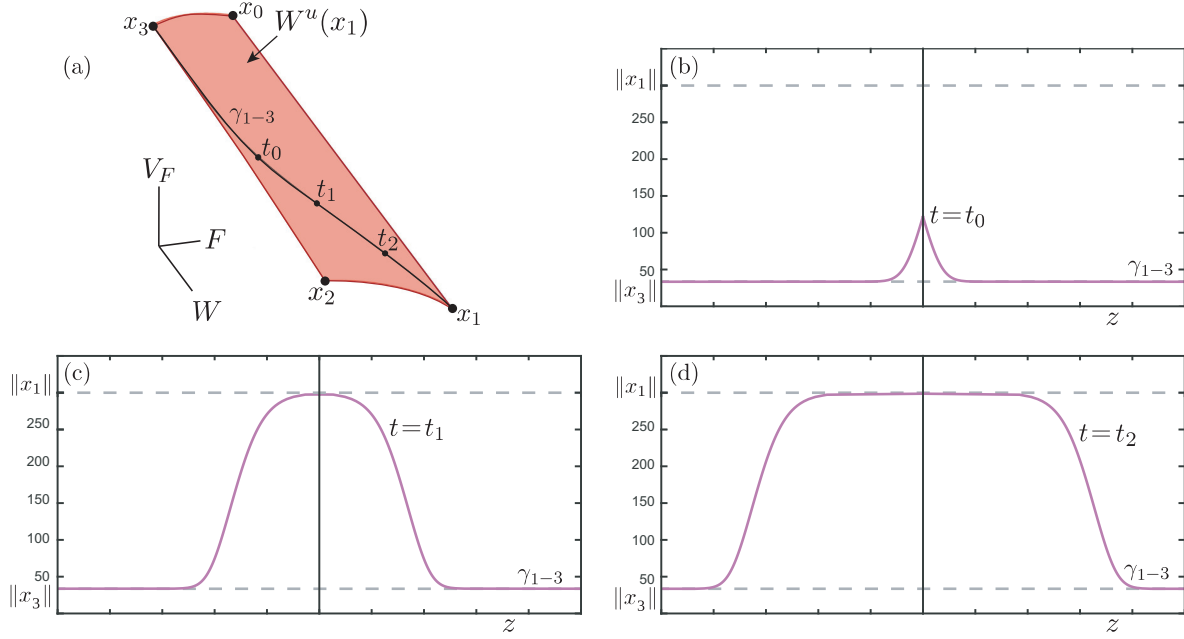 (a)
x₃
x₀
Wᵘ(x₁)
γ₁₋₃
t₀
t₁
t₂
x₂
x₁
V_F
F
W
(b)
‖x₁‖
250
200
150
100
50
‖x₃‖
t=t₀
γ₁₋₃
z
(c)
‖x₁‖
250
200
150
100
50
‖x₃‖
t=t₁
γ₁₋₃
z
(d)
‖x₁‖
250
200
150
100
50
‖x₃‖
t=t₂
γ₁₋₃
z